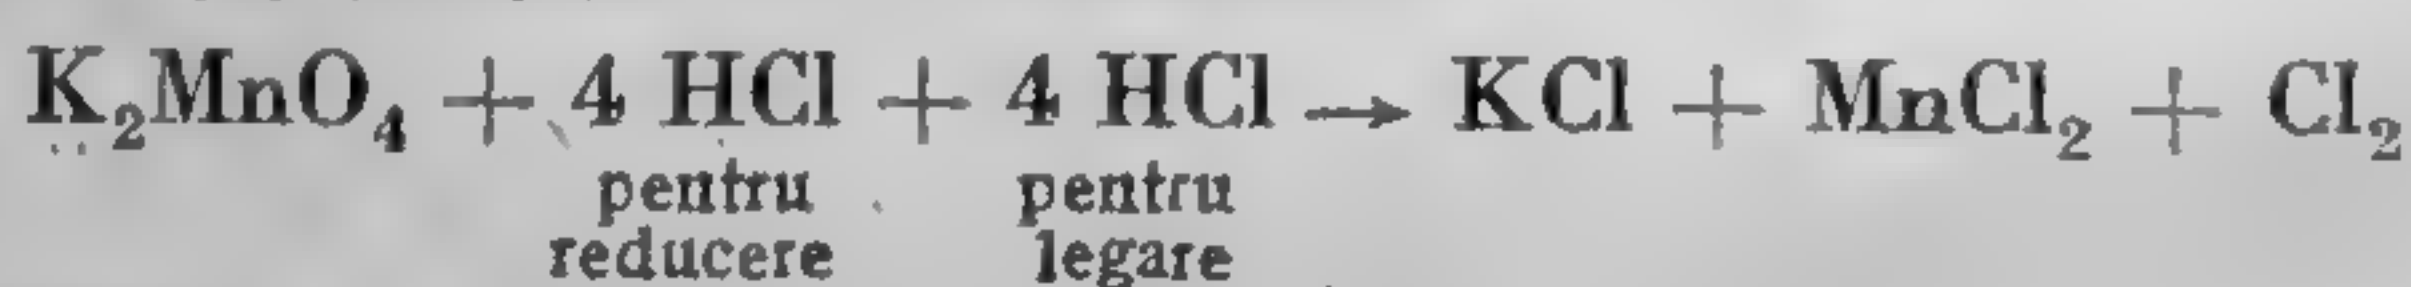 K₂MnO₄ + 4 HCl + 4 HCl → KCl + MnCl₂ + Cl₂
pentru pentru
reducere legare